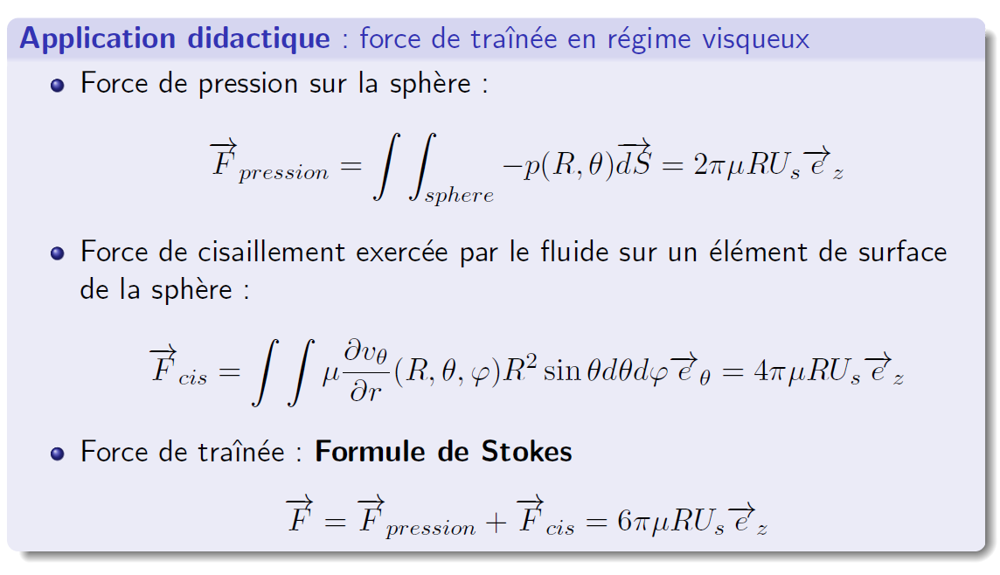 Application didactique : force de traînée en régime visqueux
Force de pression sur la sphère :
$\overrightarrow{F}_{pression} = \int\int_{sphere} -p(R,\theta)\overrightarrow{dS} = 2\pi\mu R U_s \overrightarrow{e}_z$
Force de cisaillement exercée par le fluide sur un élément de surface
de la sphère :
$\overrightarrow{F}_{cis} = \int\int \mu \frac{\partial v_\theta}{\partial r}(R,\theta,\varphi) R^2 \sin\theta d\theta d\varphi \overrightarrow{e}_\theta = 4\pi\mu R U_s \overrightarrow{e}_z$
Force de traînée : Formule de Stokes
$\overrightarrow{F} = \overrightarrow{F}_{pression} + \overrightarrow{F}_{cis} = 6\pi\mu R U_s \overrightarrow{e}_z$